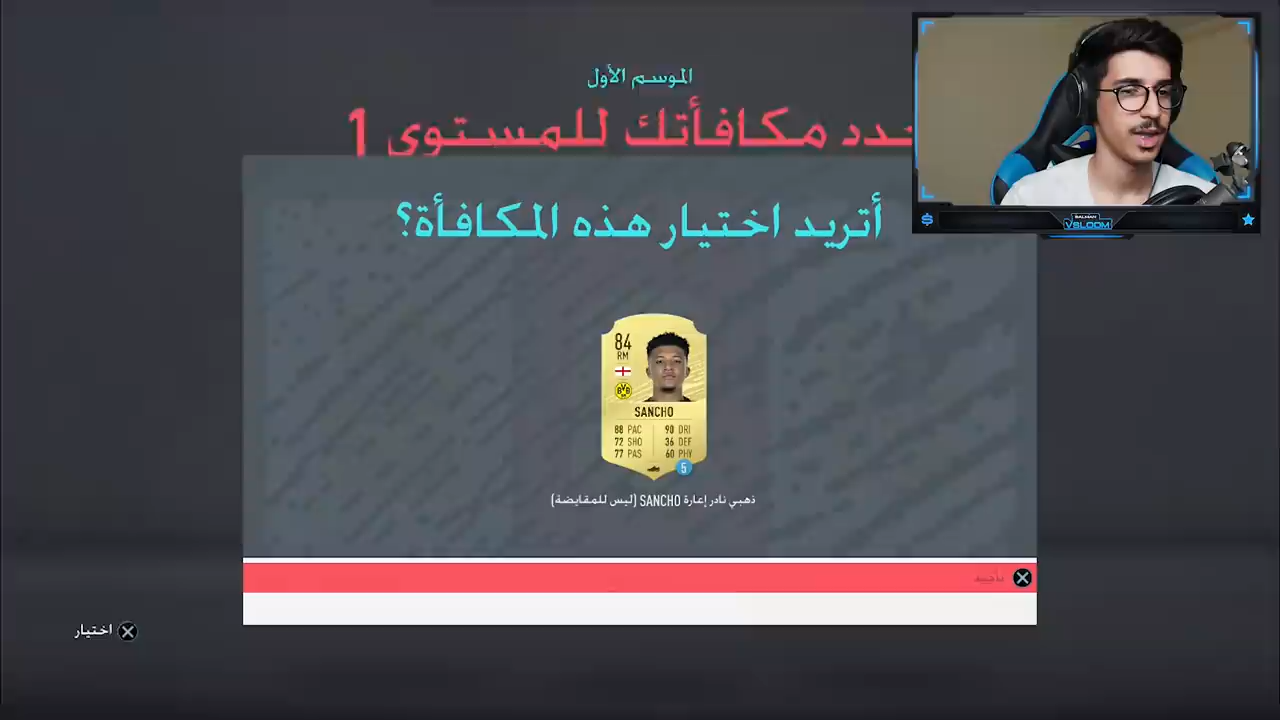 الموسم الأول
حدد مكافأتك للمستوى 1
أتريد اختيار هذه المكافأة؟
84
RM
SANCHO
88 PAC 90 DRI
72 SHO 36 DEF
77 PAS 60 PHY
5
ذهبي نادر إعارة SANCHO (ليس للمقايضة)
اختيار
SALMAN
VSLOOM